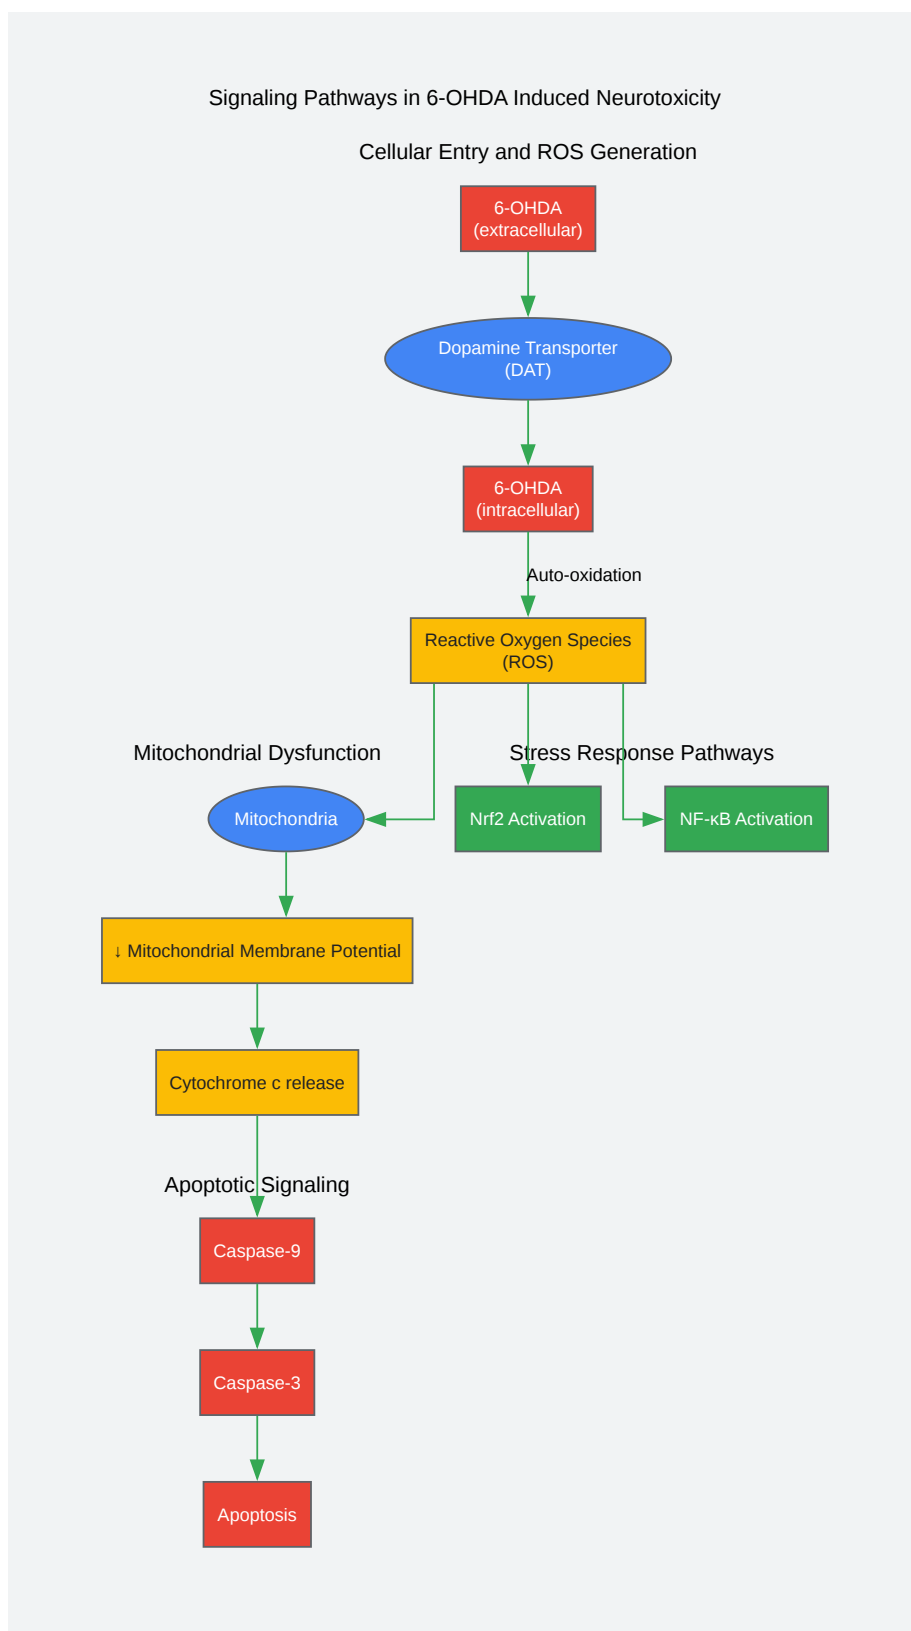 Signaling Pathways in 6-OHDA Induced Neurotoxicity
Cellular Entry and ROS Generation
6-OHDA
(extracellular)
Dopamine Transporter
(DAT)
6-OHDA
(intracellular)
Auto-oxidation
Reactive Oxygen Species
(ROS)
Mitochondrial Dysfunction
Stress Response Pathways
Mitochondria
Nrf2 Activation
NF-κB Activation
↓ Mitochondrial Membrane Potential
Cytochrome c release
Apoptotic Signaling
Caspase-9
Caspase-3
Apoptosis